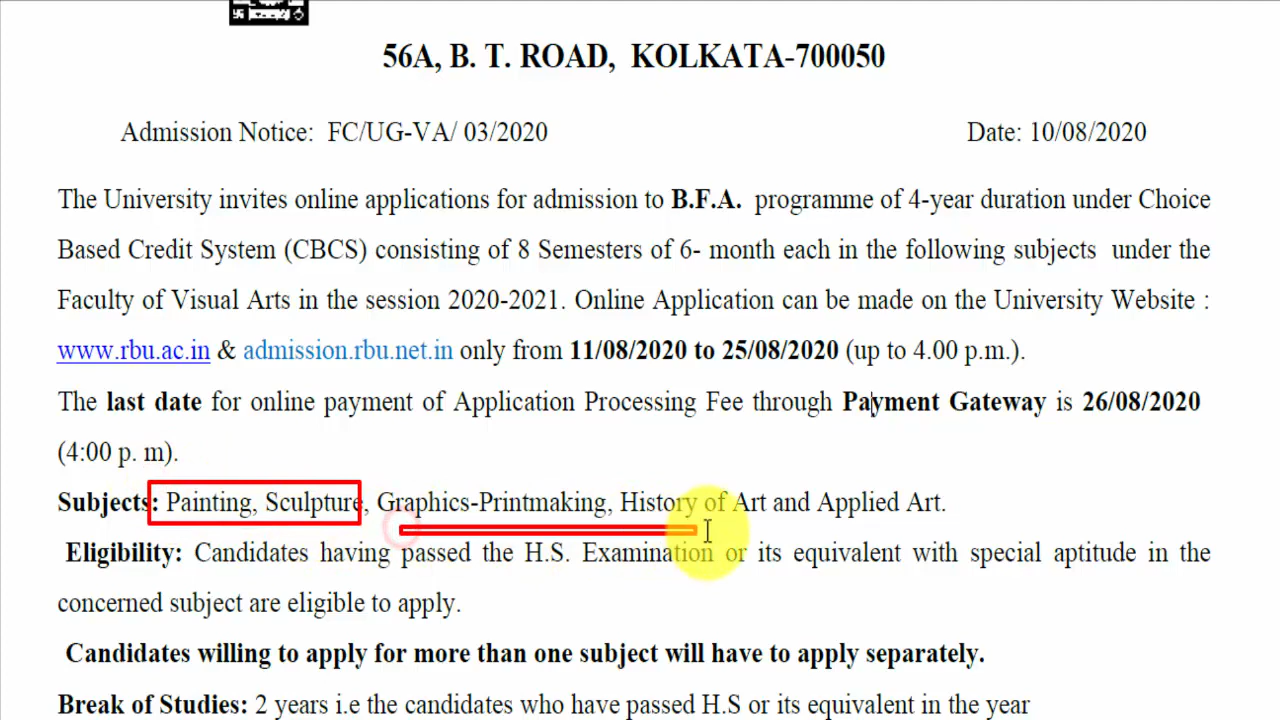 56A, B. T. ROAD, KOLKATA-700050
Admission Notice: FC/UG-VA/ 03/2020 Date: 10/08/2020
The University invites online applications for admission to B.F.A. programme of 4-year duration under Choice
Based Credit System (CBCS) consisting of 8 Semesters of 6- month each in the following subjects under the
Faculty of Visual Arts in the session 2020-2021. Online Application can be made on the University Website :
www.rbu.ac.in & admission.rbu.net.in only from 11/08/2020 to 25/08/2020 (up to 4.00 p.m.).
The last date for online payment of Application Processing Fee through Payment Gateway is 26/08/2020
(4:00 p. m).
Subjects: Painting, Sculpture, Graphics-Printmaking, History of Art and Applied Art.
Eligibility: Candidates having passed the H.S. Examination or its equivalent with special aptitude in the
concerned subject are eligible to apply.
Candidates willing to apply for more than one subject will have to apply separately.
Break of Studies: 2 years i.e the candidates who have passed H.S or its equivalent in the year